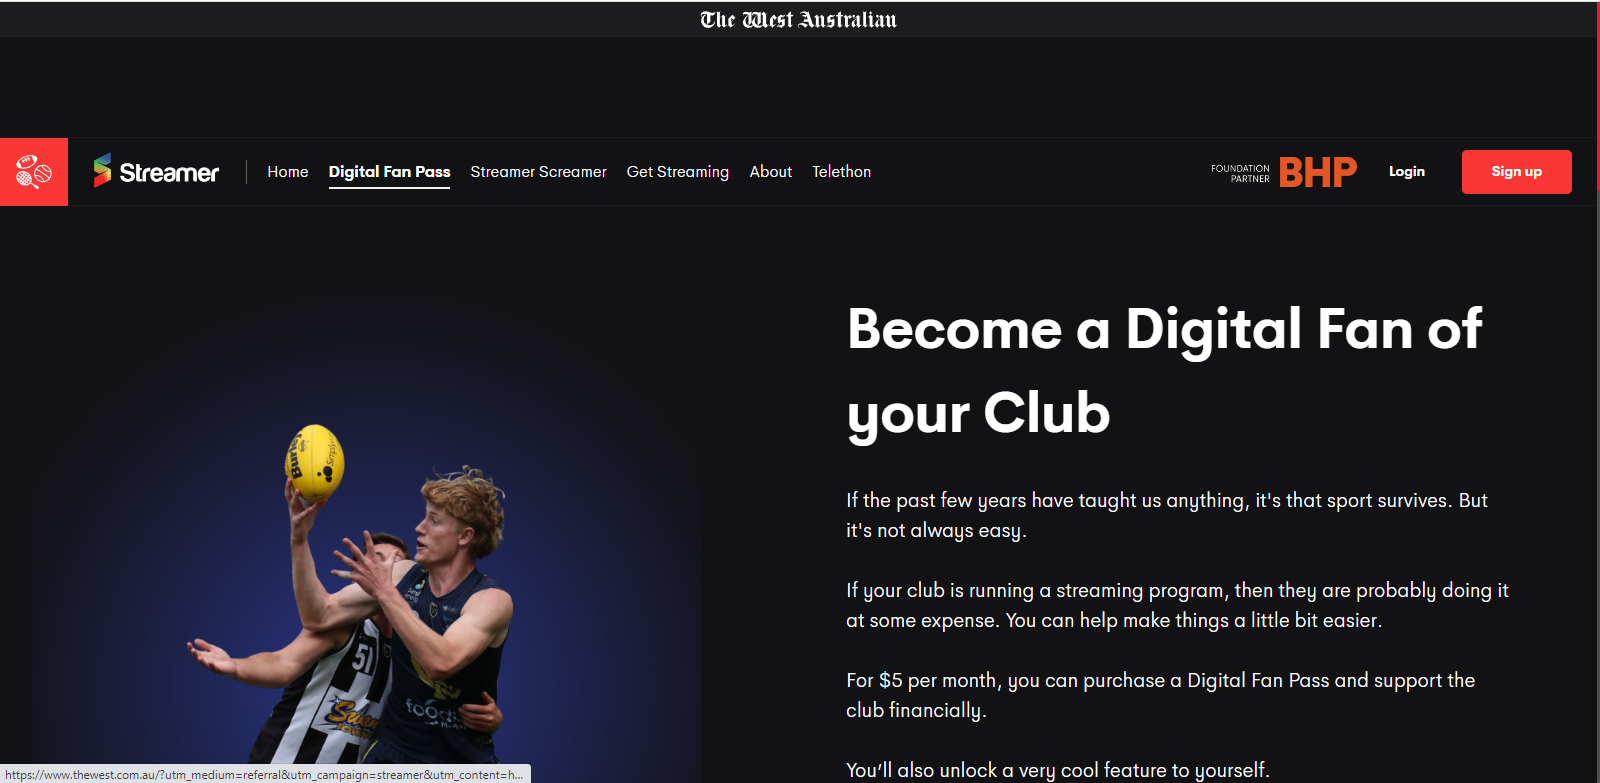 The West Australian
Streamer
Home
Digital Fan Pass
Streamer Screamer
Get Streaming
About
Telethon
FOUNDATION
PARTNER
BHP
Login
Sign up
Become a Digital Fan of
your Club
If the past few years have taught us anything, it's that sport survives. But
it's not always easy.
If your club is running a streaming program, then they are probably doing it
at some expense. You can help make things a little bit easier.
For $5 per month, you can purchase a Digital Fan Pass and support the
club financially.
You'll also unlock a very cool feature to yourself.
Burley
51
Swan
https://www.thewest.com.au/?utm_medium=referral&utm_campaign=streamer&utm_content=h...